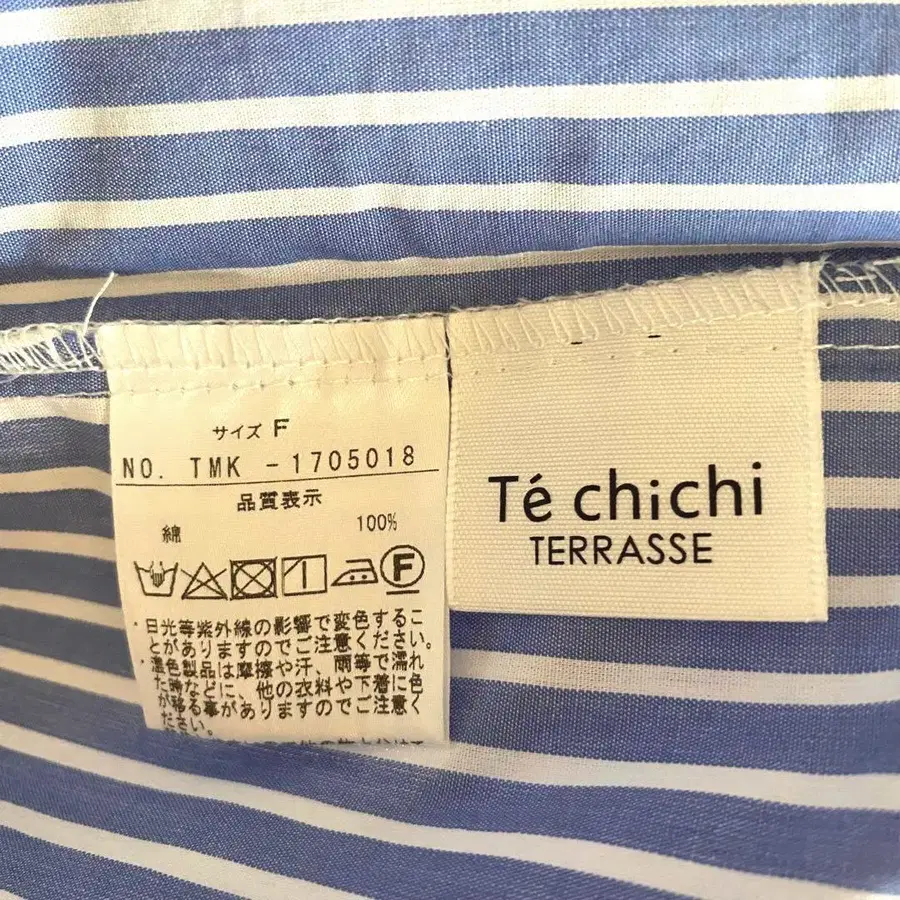 サイズ F
NO. TMK -1705018
品質表示
綿 100%
F
・日光等紫外線の影響で変色するこ
とがありますのでご注意ください。
・濃色製品は摩擦や汗、雨等で濡れ
た時などに、他の衣料や下着に色
が移る事がありますのでご注意く
ださい。
Té chichi
TERRASSE